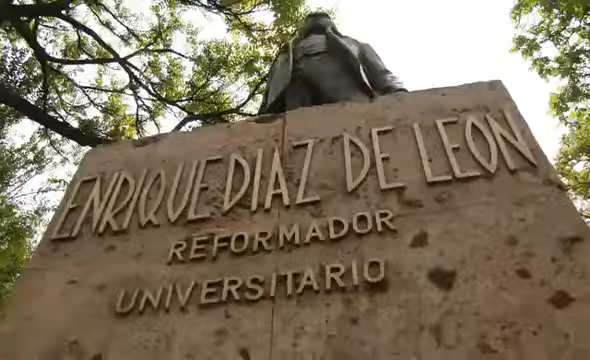 ENRIQUE DIAZ DE LEON
REFORMADOR
UNIVERSITARIO